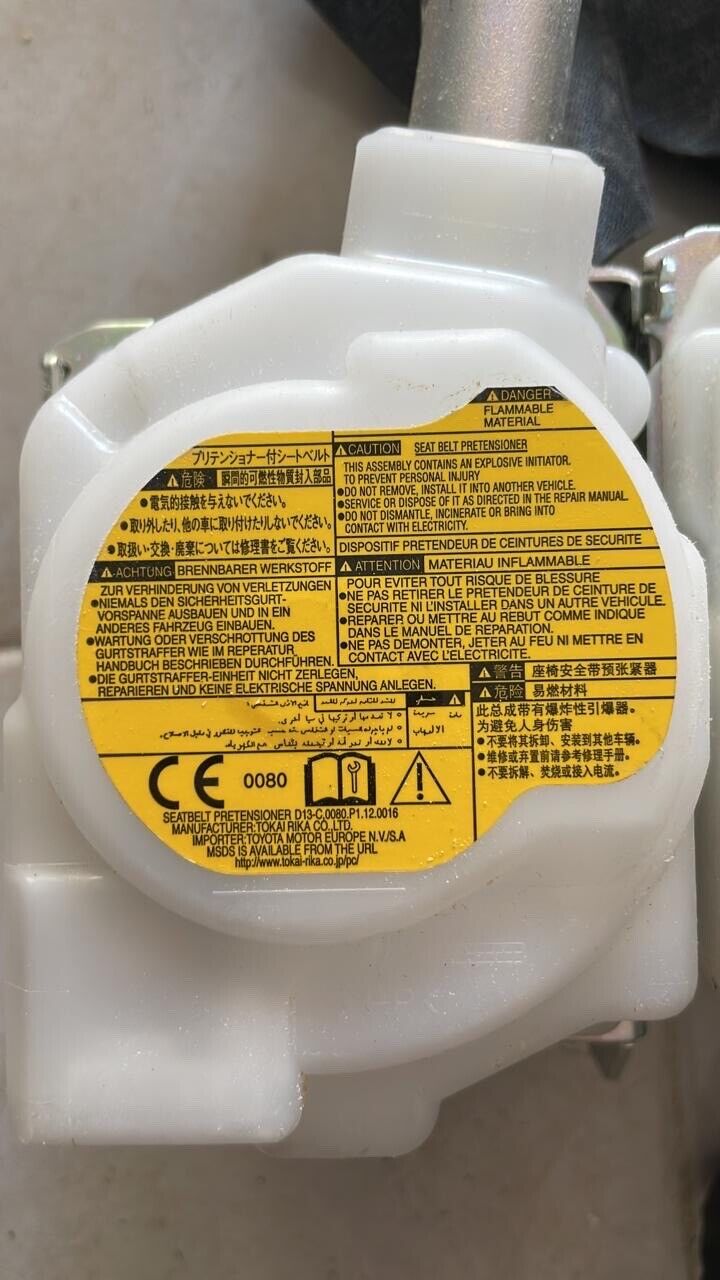 ⚠DANGER
FLAMMABLE
MATERIAL
プリテンショナー付シートベルト
⚠危険 瞬間的可燃性物質封入部品
●電気的接触を与えないでください。
●取り外したり、他の車に取り付けたりしないでください。
●取扱い・交換・廃棄については修理書をご覧ください。
⚠CAUTION SEAT BELT PRETENSIONER
THIS ASSEMBLY CONTAINS AN EXPLOSIVE INITIATOR.
TO PREVENT PERSONAL INJURY
●DO NOT REMOVE, INSTALL IT INTO ANOTHER VEHICLE.
●SERVICE OR DISPOSE OF IT AS DIRECTED IN THE REPAIR MANUAL.
●DO NOT DISMANTLE, INCINERATE OR BRING INTO
CONTACT WITH ELECTRICITY.
DISPOSITIF PRETENDEUR DE CEINTURES DE SECURITE
⚠ATTENTION MATERIAU INFLAMMABLE
POUR EVITER TOUT RISQUE DE BLESSURE
●NE PAS RETIRER LE PRETENDEUR DE CEINTURE DE
SECURITE NI L'INSTALLER DANS UN AUTRE VEHICULE.
●REPARER OU METTRE AU REBUT COMME INDIQUE
DANS LE MANUEL DE REPARATION.
●NE PAS DEMONTER, JETER AU FEU NI METTRE EN
CONTACT AVEC L'ELECTRICITE.
⚠ACHTUNG BRENNBARER WERKSTOFF
ZUR VERHINDERUNG VON VERLETZUNGEN
●NIEMALS DEN SICHERHEITSGURT-
VORSPANNE AUSBAUEN UND IN EIN
ANDERES FAHRZEUG EINBAUEN.
●WARTUNG ODER VERSCHROTTUNG DES
GURTSTRAFFER WIE IM REPERATUR
HANDBUCH BESCHRIEBEN DURCHFÜHREN.
●DIE GURTSTRAFFER-EINHEIT NICHT ZERLEGEN,
REPARIEREN UND KEINE ELEKTRISCHE SPANNUNG ANLEGEN.
⚠警告 座椅安全带预张紧器
⚠危险 易燃材料
此总成带有爆炸性引爆器。
为避免人身伤害
●不要将其拆卸、安装到其他车辆。
●维修或弃置前请参考修理手册。
●不要拆解、焚烧或接入电流。
CE 0080
SEATBELT PRETENSIONER D13-C,0080.P1.12.0016
MANUFACTURER:TOKAI RIKA CO.,LTD.
IMPORTER:TOYOTA MOTOR EUROPE N.V./S.A
MSDS IS AVAILABLE FROM THE URL
http://www.tokai-rika.co.jp/pc/